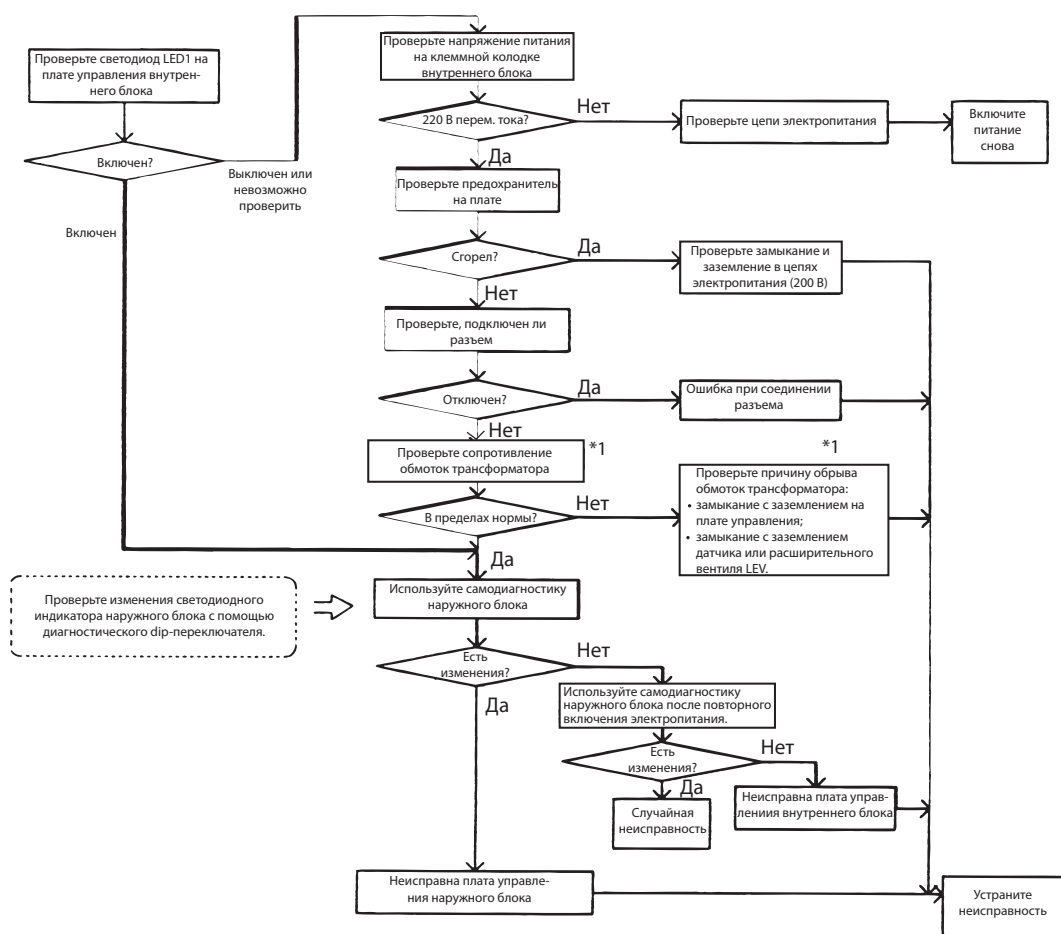 Проверьте светодиод LED1 на
плате управления внутрен-
него блока
Включен?
Выключен или
невозможно
проверить
Включен
Проверьте напряжение питания
на клеммной колодке
внутреннего блока
220 В перем. тока?
Нет
Проверьте цепи электропитания
Включите
питание
снова
Да
Проверьте предохранитель
на плате
Сгорел?
Да
Проверьте замыкание и
заземление в цепях
электропитания (200 В)
Нет
Проверьте, подключен ли
разъем
Отключен?
Да
Ошибка при соединении
разъема
Нет
Проверьте сопротивление
обмоток трансформатора
*1
*1
В пределах нормы?
Нет
Проверьте причину обрыва
обмоток трансформатора:
• замыкание с заземлением на
плате управления;
• замыкание с заземлением
датчика или расширительного
вентиля LEV.
Да
Проверьте изменения светодиодного
индикатора наружного блока с помощью
диагностического dip-переключателя.
Используйте самодиагностику
наружного блока
Есть
изменения?
Нет
Да
Используйте самодиагностику
наружного блока после повторного
включения электропитания.
Есть
изменения?
Нет
Да
Случайная
неисправность
Неисправна плата управ-
лениия внутреннего блока
Неисправна плата управле-
ния наружного блока
Устраните
неисправность